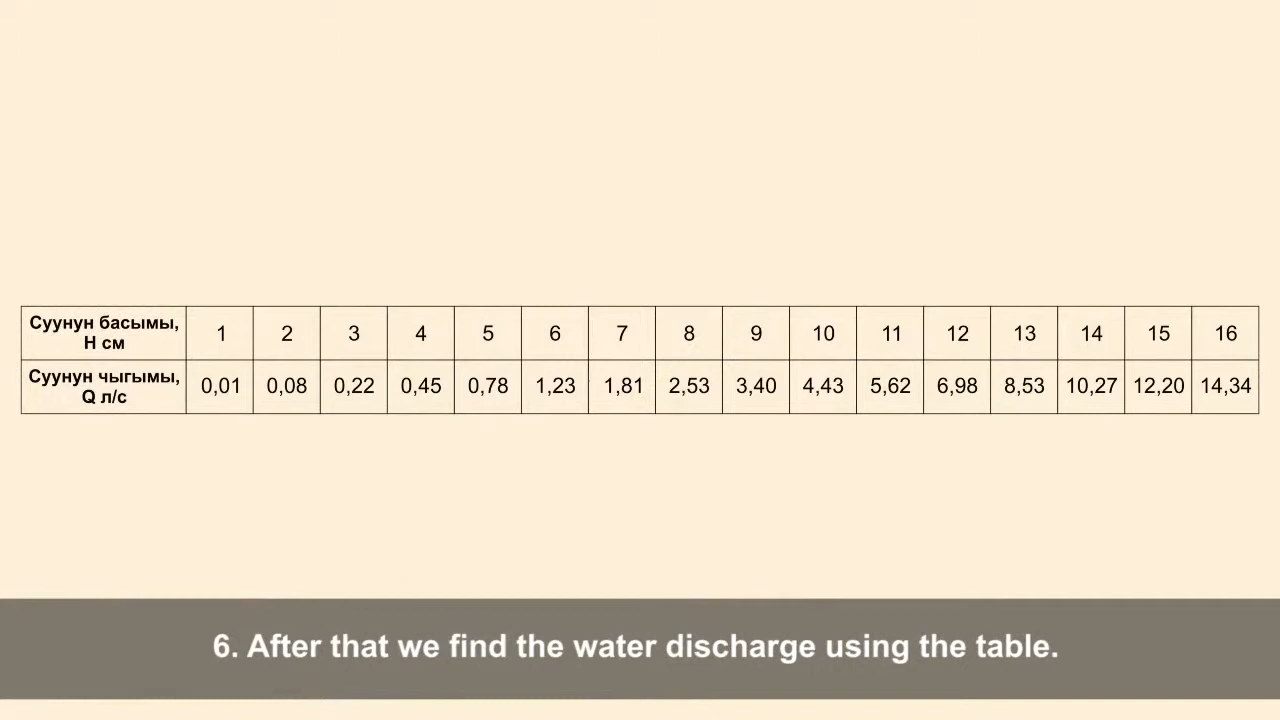 Суунун басымы,
Н см
1 2 3 4 5 6 7 8 9 10 11 12 13 14 15 16
Суунун чыгымы,
Q л/с
0,01 0,08 0,22 0,45 0,78 1,23 1,81 2,53 3,40 4,43 5,62 6,98 8,53 10,27 12,20 14,34
6. After that we find the water discharge using the table.